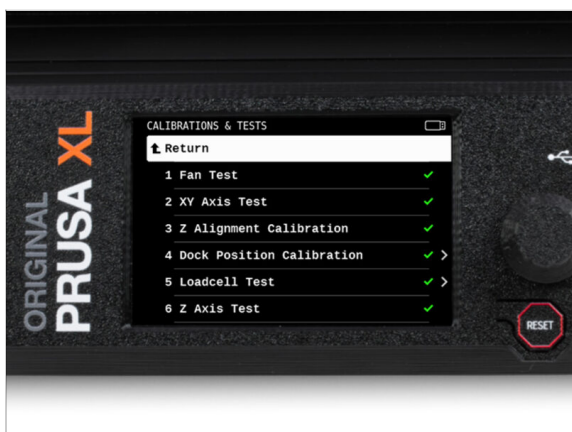 ORIGINAL
PRUSA XL
CALIBRATIONS & TESTS
Return
1 Fan Test
2 XY Axis Test
3 Z Alignment Calibration
4 Dock Position Calibration
5 Loadcell Test
6 Z Axis Test
RESET